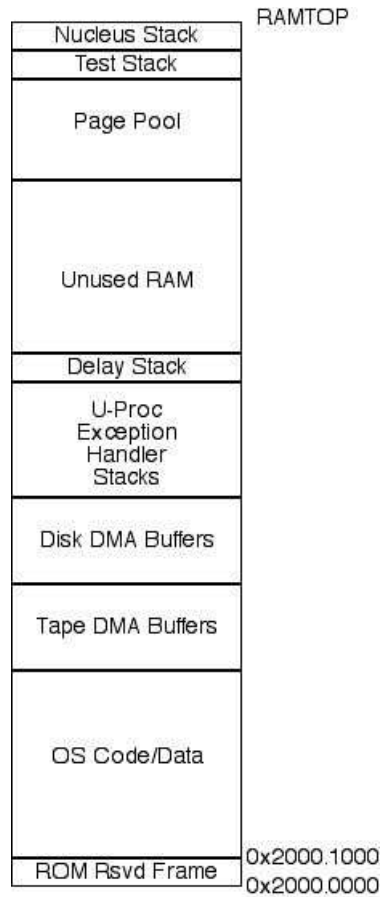 RAMTOP
Nucleus Stack
Test Stack
Page Pool
Unused RAM
Delay Stack
U-Proc
Exception
Handler
Stacks
Disk DMA Buffers
Tape DMA Buffers
OS Code/Data
0x2000.1000
ROM Rsvd Frame
0x2000.0000